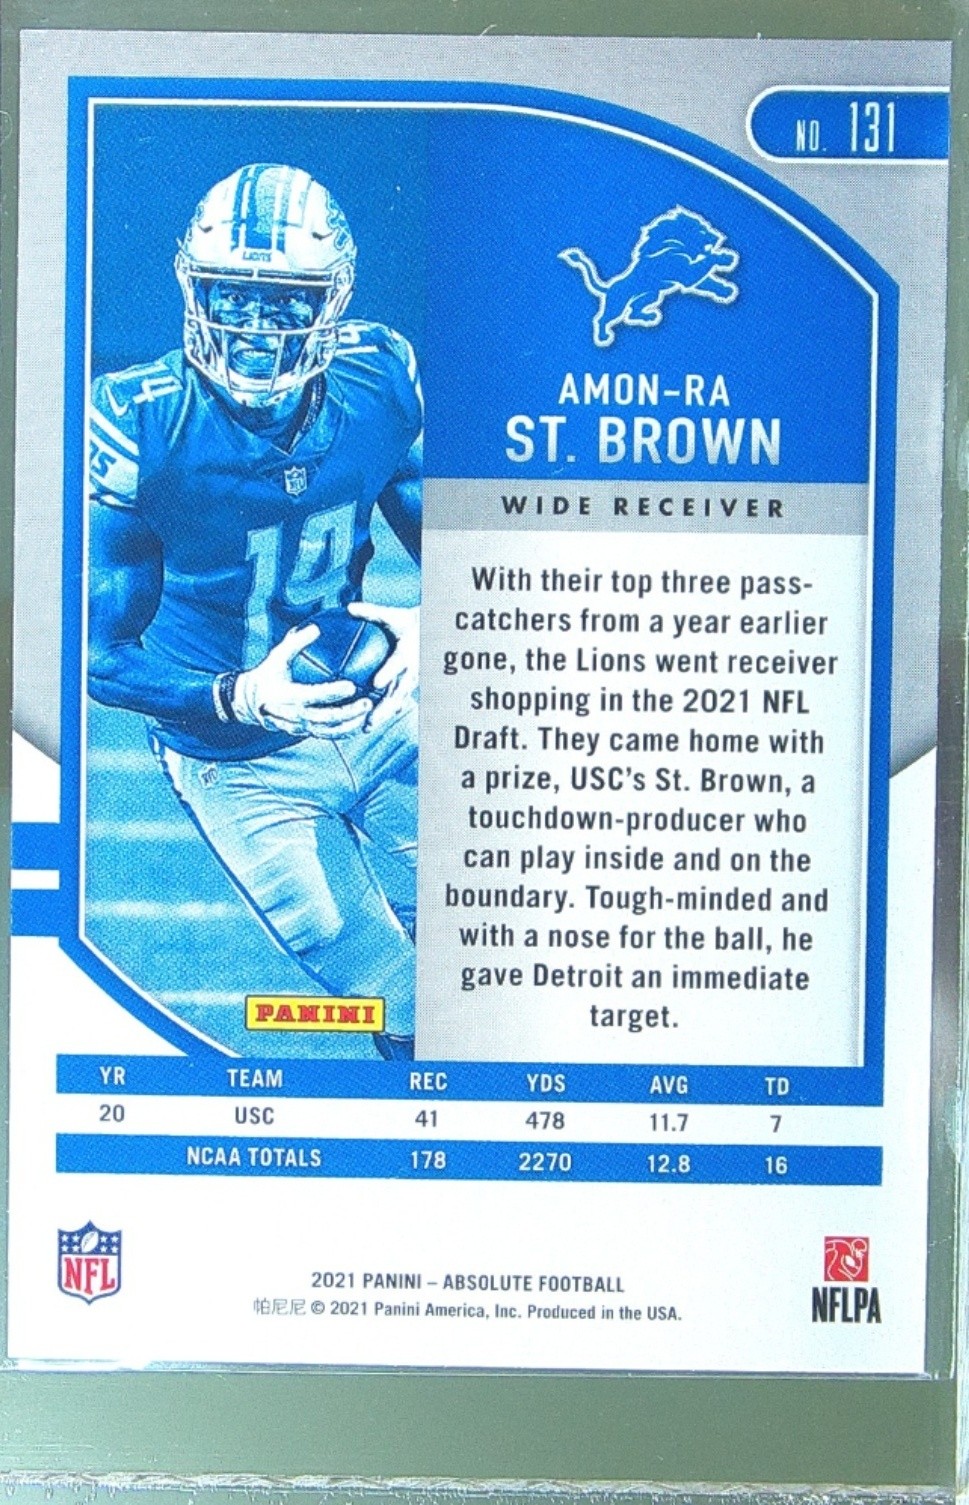 NO. 131
LIONS
14
14
AMON-RA
ST. BROWN
WIDE RECEIVER
With their top three pass-
catchers from a year earlier
gone, the Lions went receiver
shopping in the 2021 NFL
Draft. They came home with
a prize, USC's St. Brown, a
touchdown-producer who
can play inside and on the
boundary. Tough-minded and
with a nose for the ball, he
gave Detroit an immediate
target.
PANINI
YR TEAM REC YDS AVG TD
20 USC 41 478 11.7 7
NCAA TOTALS 178 2270 12.8 16
NFL
NFLPA
2021 PANINI – ABSOLUTE FOOTBALL
帕尼尼 © 2021 Panini America, Inc. Produced in the USA.